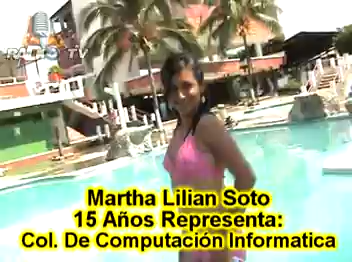 RADIO TV
Martha Lilian Soto
15 Años Representa:
Col. De Computación Informatica